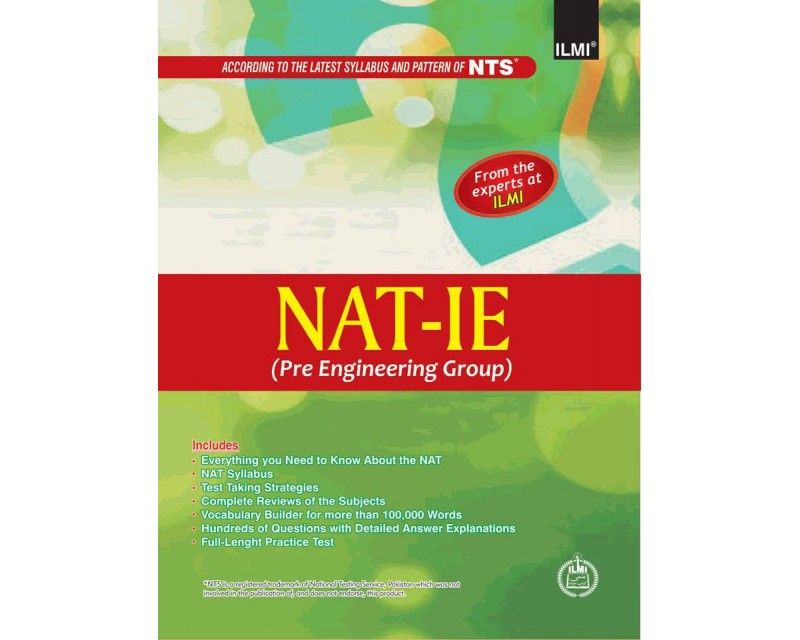 ILMI®
ACCORDING TO THE LATEST SYLLABUS AND PATTERN OF NTS*
From the
experts at
ILMI
NAT-IE
(Pre Engineering Group)
Includes
• Everything you Need to Know About the NAT
• NAT Syllabus
• Test Taking Strategies
• Complete Reviews of the Subjects
• Vocabulary Builder for more than 100,000 Words
• Hundreds of Questions with Detailed Answer Explanations
• Full-Lenght Practice Test
ILMI
*NTS is a registered trademark of National Testing Service, Pakistan which was not
involved in the publication of, and does not endorse, this product.